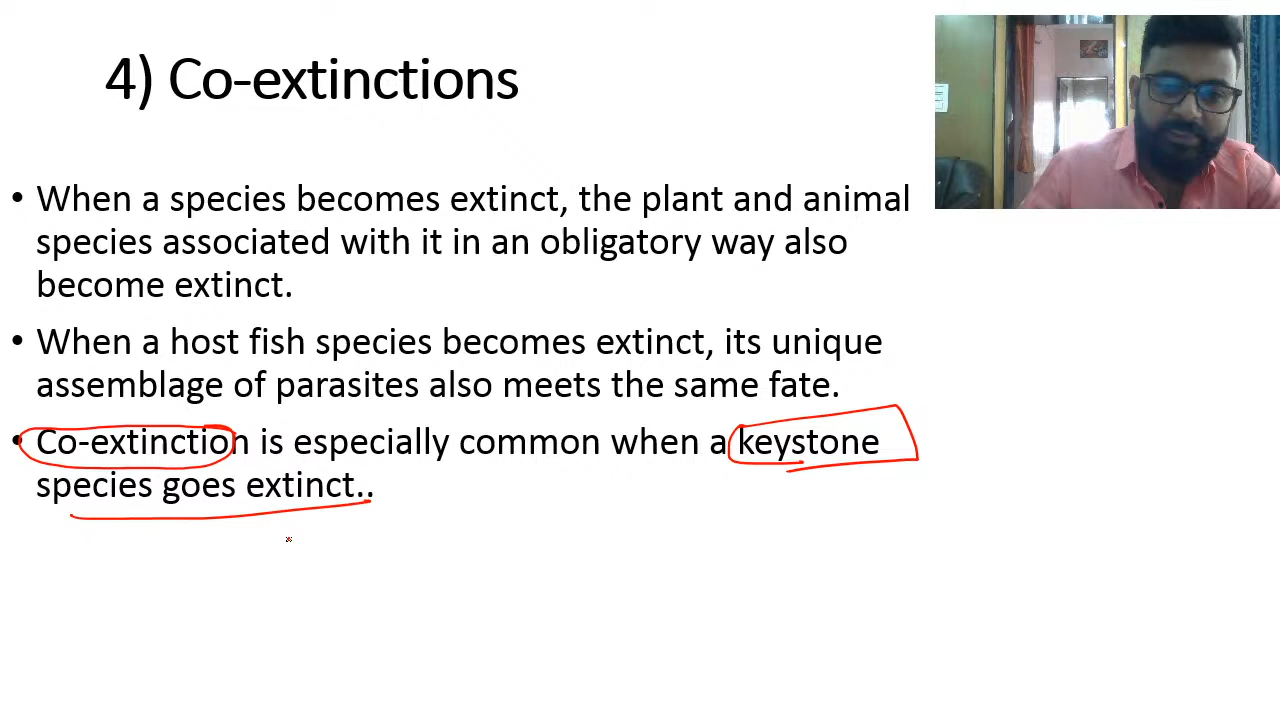 4) Co-extinctions
• When a species becomes extinct, the plant and animal
species associated with it in an obligatory way also
become extinct.
• When a host fish species becomes extinct, its unique
assemblage of parasites also meets the same fate.
• Co-extinction is especially common when a keystone
species goes extinct..